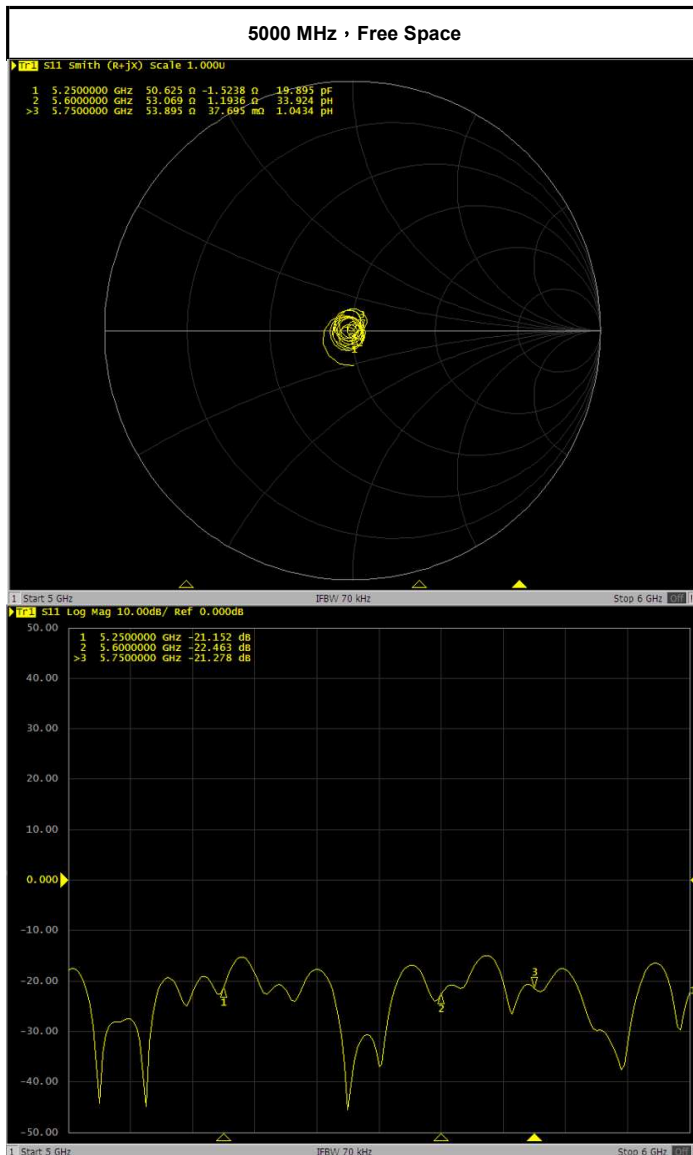 5000 MHz，Free Space
Tr1 S11 Smith (R+jX) Scale 1.000U
1 5.2500000 GHz 50.625 Ω -1.5238 Ω 19.895 pF
2 5.6000000 GHz 53.069 Ω 1.1936 Ω 33.924 pH
>3 5.7500000 GHz 53.895 Ω 37.695 mΩ 1.0434 pH
3
1
1 Start 5 GHz IFBW 70 kHz Stop 6 GHz Off
Tr1 S11 Log Mag 10.00dB/ Ref 0.000dB
50.00
1 5.2500000 GHz -21.152 dB
2 5.6000000 GHz -22.463 dB
>3 5.7500000 GHz -21.278 dB
40.00
30.00
20.00
10.00
0.000
-10.00
-20.00
3
1
2
-30.00
-40.00
-50.00
1 Start 5 GHz IFBW 70 kHz Stop 6 GHz Off